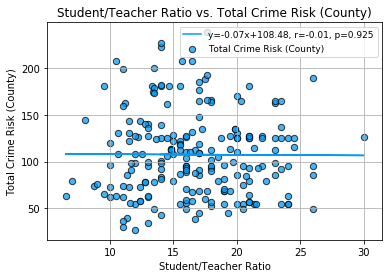 Student/Teacher Ratio vs. Total Crime Risk (County)
y=-0.07x+108.48, r=-0.01, p=0.925
Total Crime Risk (County)
Total Crime Risk (County)
200
150
100
50
10
15
20
25
30
Student/Teacher Ratio